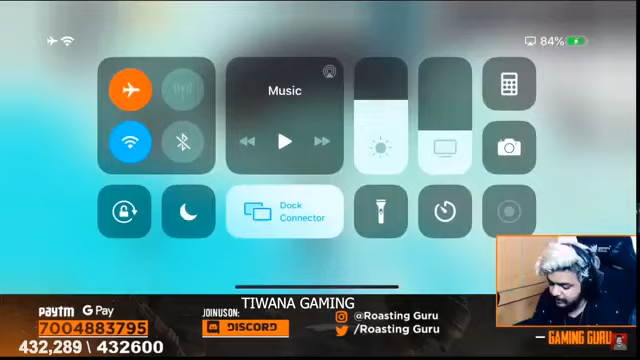 84%
Music
Dock
Connector
TIWANA GAMING
paytm G Pay
7004883795
432,289 \ 432600
JOIN US ON:
DISCORD
@Roasting Guru
/Roasting Guru
— GAMING GURU